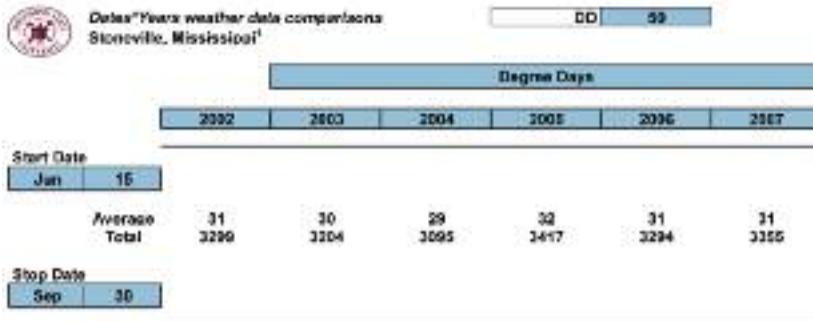 Dates*Years weather data comparisons
Stoneville, Mississippi¹
DD 50
Degree Days
2002 2003 2004 2005 2006 2007
Start Date
Jun 15
Average 31 30 29 32 31 31
Total 3299 3204 3095 3417 3294 3355
Stop Date
Sep 30